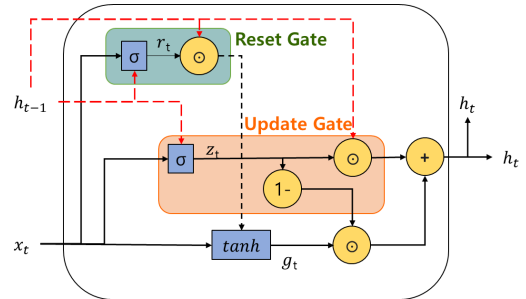 Reset Gate
σ
r_t
⊙
h_{t-1}
h_t
Update Gate
σ
z_t
⊙
+
h_t
1-
x_t
tanh
g_t
⊙